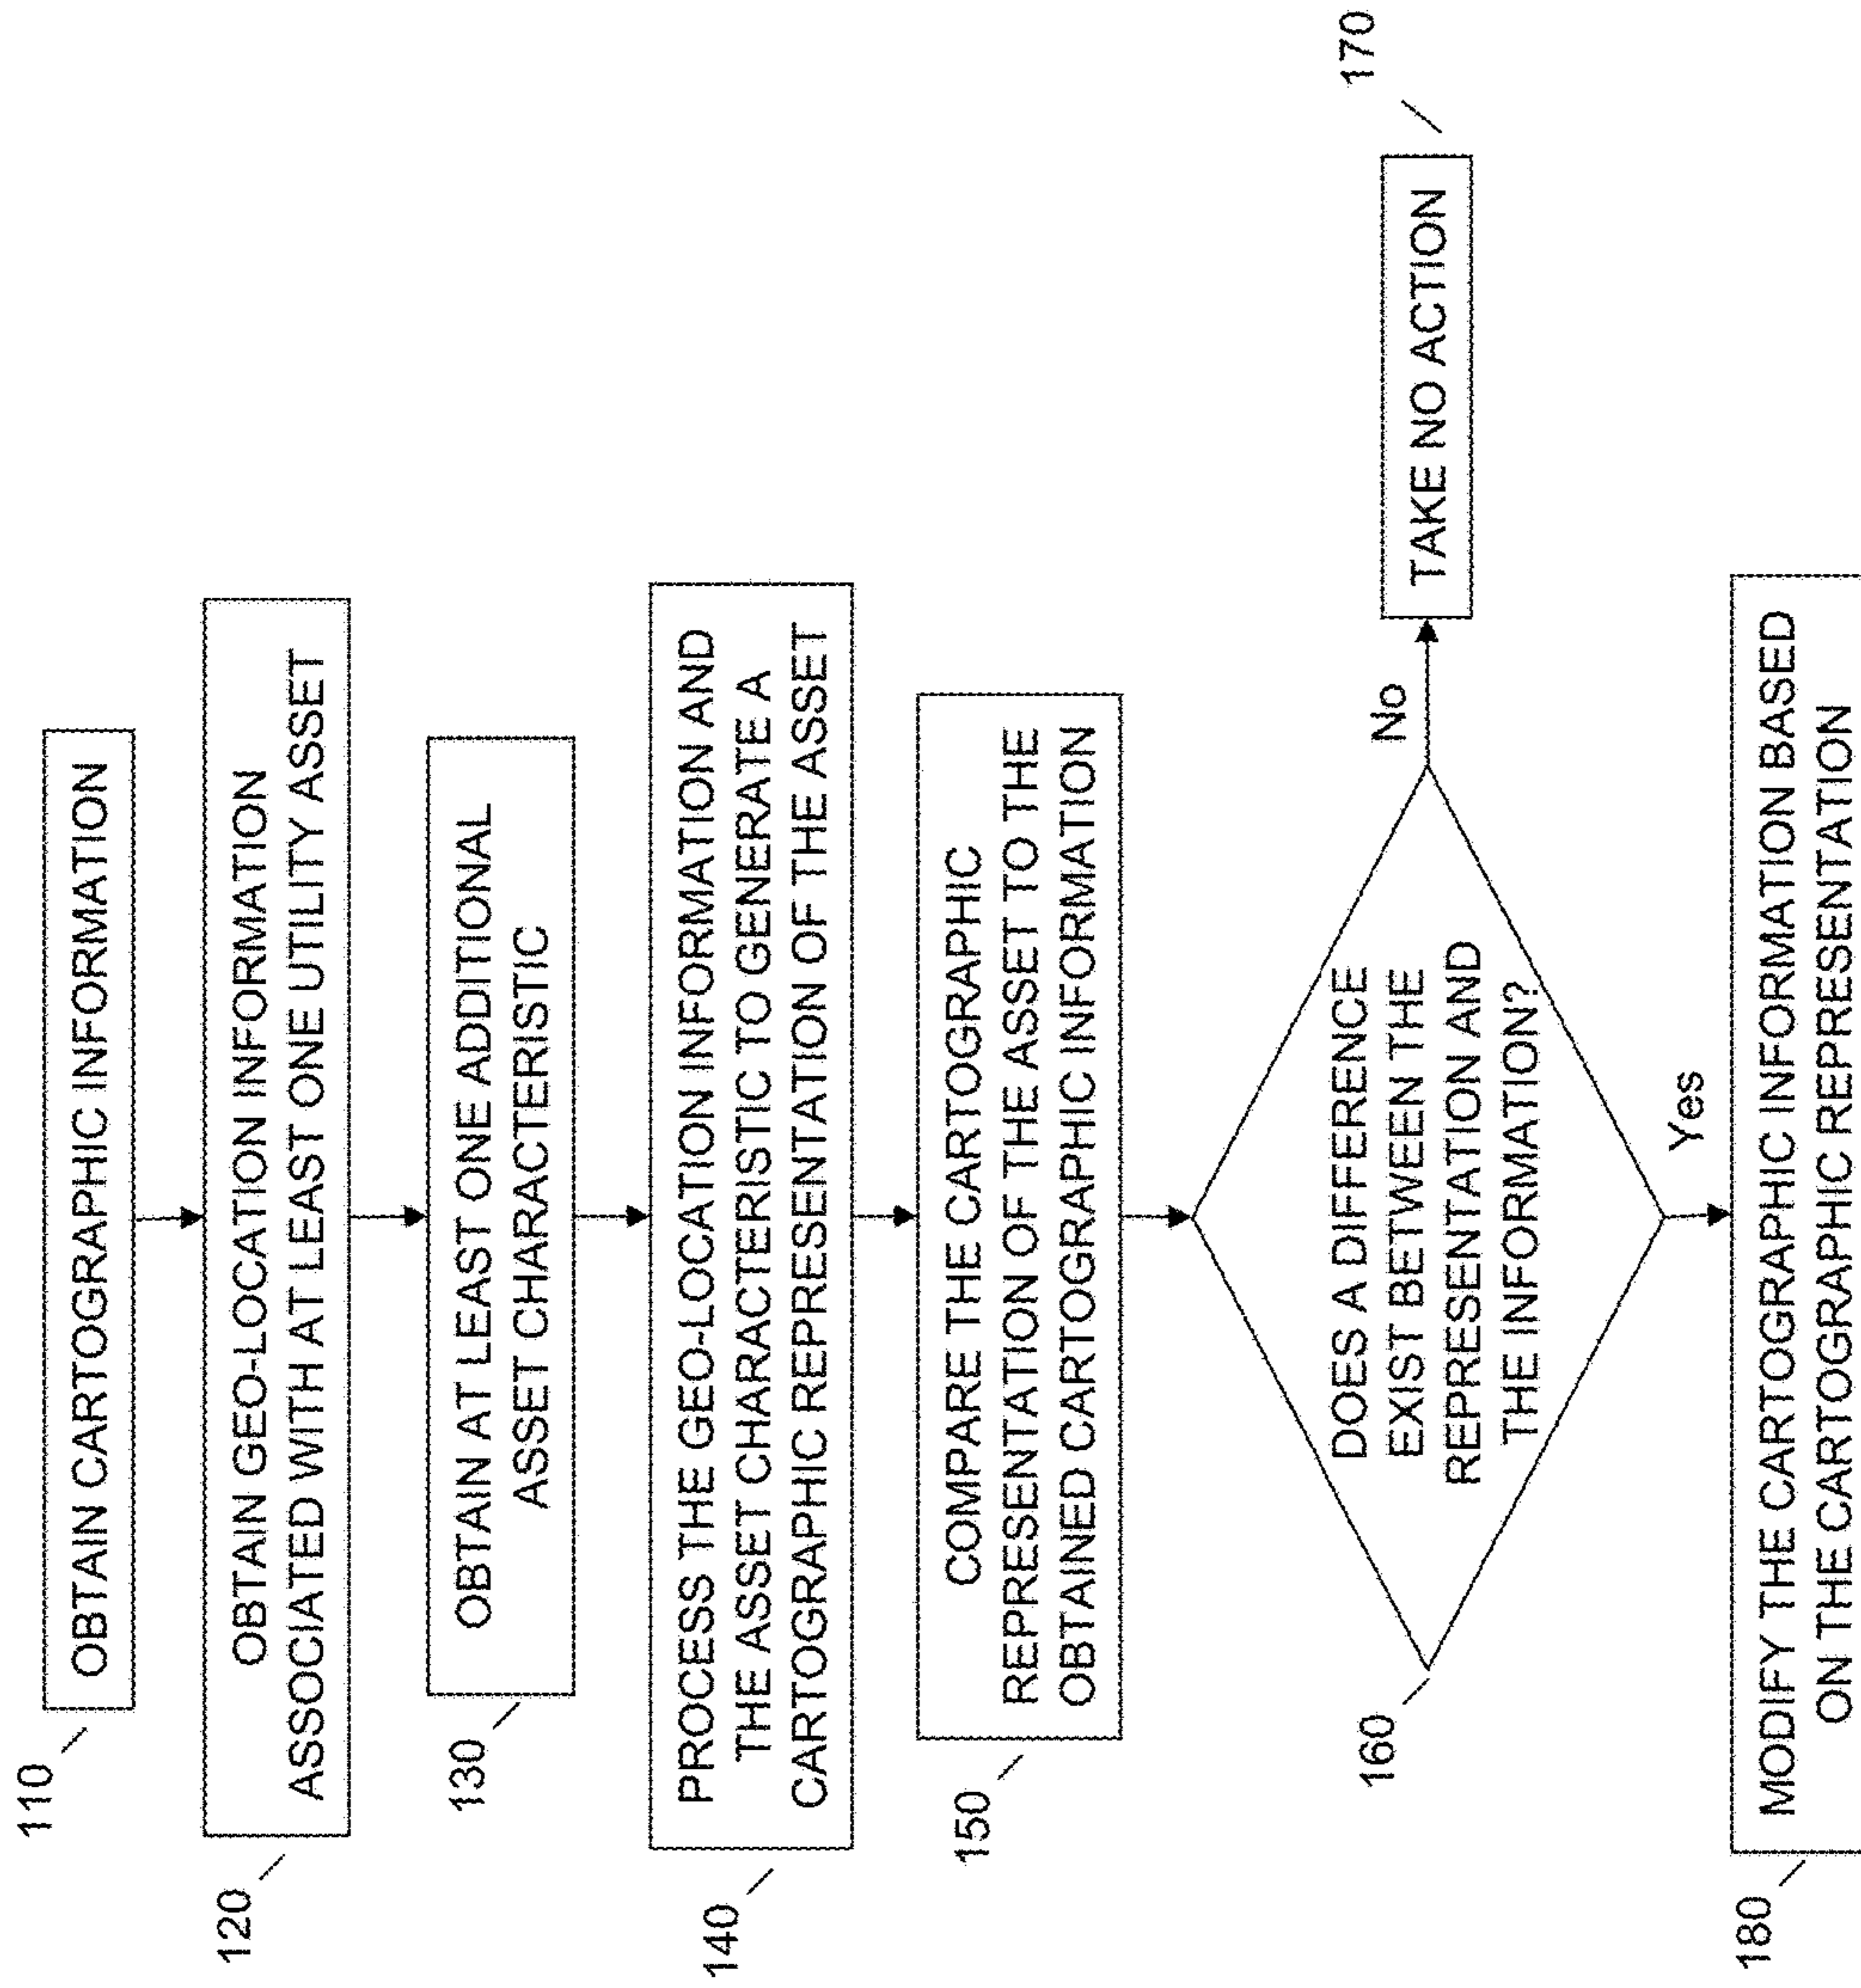 110
OBTAIN CARTOGRAPHIC INFORMATION
120
OBTAIN GEO-LOCATION INFORMATION
ASSOCIATED WITH AT LEAST ONE UTILITY ASSET
130
OBTAIN AT LEAST ONE ADDITIONAL
ASSET CHARACTERISTIC
140
PROCESS THE GEO-LOCATION INFORMATION AND
THE ASSET CHARACTERISTIC TO GENERATE A
CARTOGRAPHIC REPRESENTATION OF THE ASSET
150
COMPARE THE CARTOGRAPHIC
REPRESENTATION OF THE ASSET TO THE
OBTAINED CARTOGRAPHIC INFORMATION
160
DOES A DIFFERENCE
EXIST BETWEEN THE
REPRESENTATION AND
THE INFORMATION?
No
170
TAKE NO ACTION
Yes
180
MODIFY THE CARTOGRAPHIC INFORMATION BASED
ON THE CARTOGRAPHIC REPRESENTATION